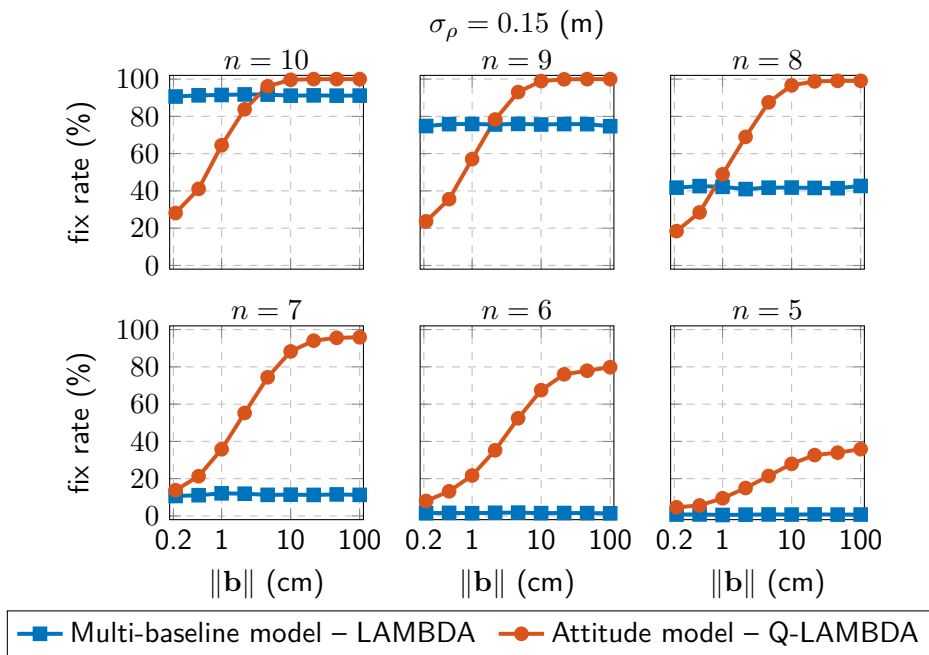 σρ = 0.15 (m)
n = 10 n = 9 n = 8
100
80
60
40
20
0
fix rate (%)
n = 7 n = 6 n = 5
100
80
60
40
20
0
fix rate (%)
0.2 1 10 100 0.2 1 10 100 0.2 1 10 100
‖b‖ (cm) ‖b‖ (cm) ‖b‖ (cm)
Multi-baseline model – LAMBDA Attitude model – Q-LAMBDA